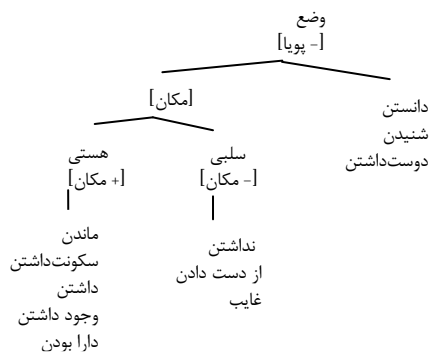 وضع
[- پویا]
[مکان]
دانستن
شنیدن
دوست‌داشتن
سلبی
[- مکان]
هستی
[+ مکان]
نداشتن
از دست دادن
غایب
ماندن
سکونت‌داشتن
داشتن
وجود داشتن
دارا بودن